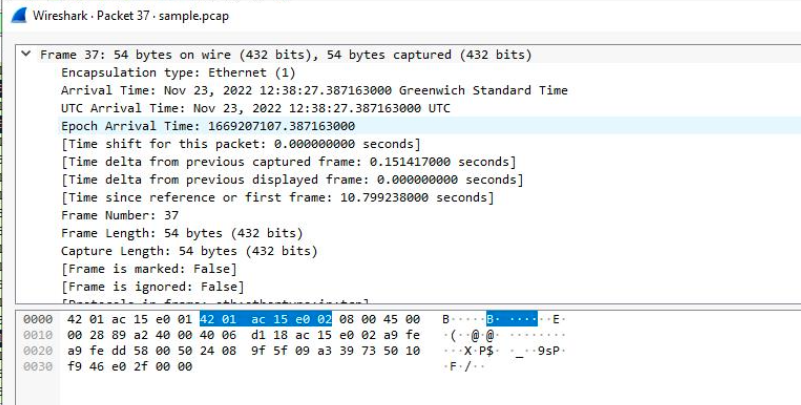 Wireshark · Packet 37 · sample.pcap
Frame 37: 54 bytes on wire (432 bits), 54 bytes captured (432 bits)
Encapsulation type: Ethernet (1)
Arrival Time: Nov 23, 2022 12:38:27.387163000 Greenwich Standard Time
UTC Arrival Time: Nov 23, 2022 12:38:27.387163000 UTC
Epoch Arrival Time: 1669207107.387163000
[Time shift for this packet: 0.000000000 seconds]
[Time delta from previous captured frame: 0.151417000 seconds]
[Time delta from previous displayed frame: 0.000000000 seconds]
[Time since reference or first frame: 10.799238000 seconds]
Frame Number: 37
Frame Length: 54 bytes (432 bits)
Capture Length: 54 bytes (432 bits)
[Frame is marked: False]
[Frame is ignored: False]
[Protocols in frame: eth:ethertype:ip:tcp]
0000 42 01 ac 15 e0 01 42 01 ac 15 e0 02 08 00 45 00 B·····B· ······E·
0010 00 28 89 a2 40 00 40 06 d1 18 ac 15 e0 02 a9 fe ·(··@·@· ········
0020 a9 fe dd 58 00 50 24 08 9f 5f 09 a3 39 73 50 10 ···X·P$· ·_··9sP·
0030 f9 46 e0 2f 00 00 ·F·/··